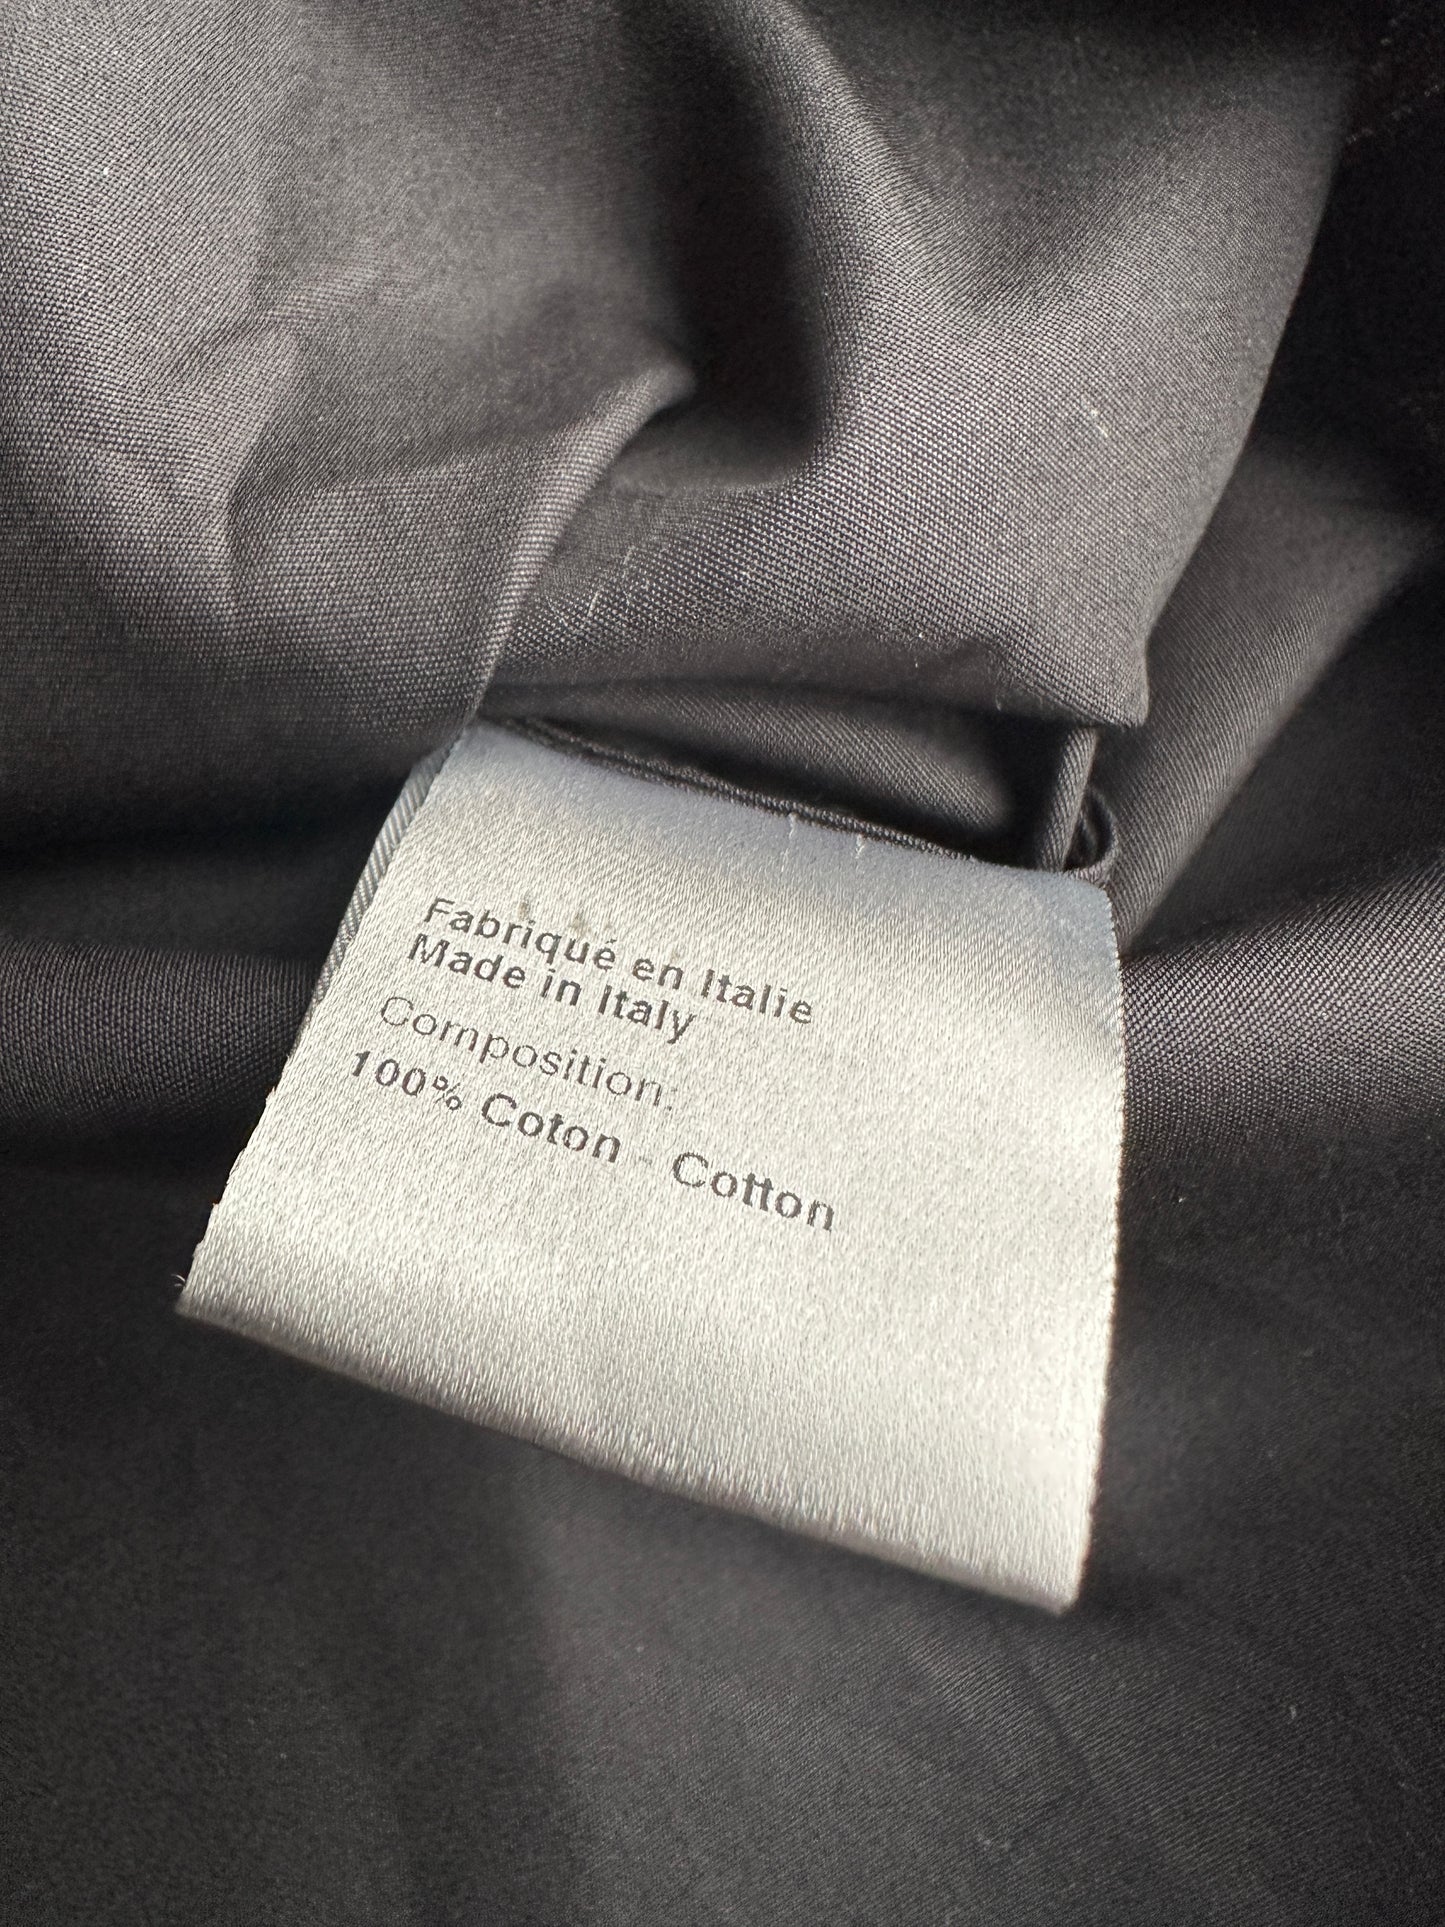 Fabriqué en Italie
Made in Italy
Composition:
100% Coton - Cotton